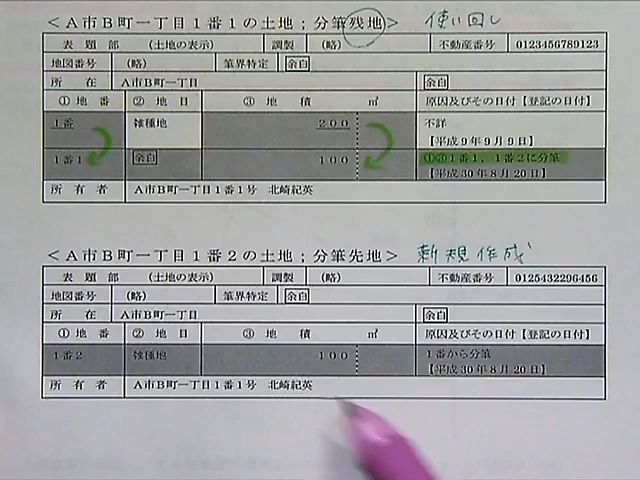 <A市B町一丁目1番1の土地；分筆残地> 使い回し
表題部 （土地の表示） 調製 （略） 不動産番号 0123456789123
地図番号 （略） 筆界特定 余白
所在 A市B町一丁目 余白
①地番 ②地目 ③地積 ㎡ 原因及びその日付【登記の日付】
1番 雑種地 200 不詳
【平成9年9月9日】
1番1 余白 100 ①③1番1、1番2に分筆
【平成30年8月20日】
所有者 A市B町一丁目1番1号 北崎紀英
<A市B町一丁目1番2の土地；分筆先地> 新規作成
表題部 （土地の表示） 調製 （略） 不動産番号 0125432296456
地図番号 （略） 筆界特定 余白
所在 A市B町一丁目 余白
①地番 ②地目 ③地積 ㎡ 原因及びその日付【登記の日付】
1番2 雑種地 100 1番から分筆
【平成30年8月20日】
所有者 A市B町一丁目1番1号 北崎紀英